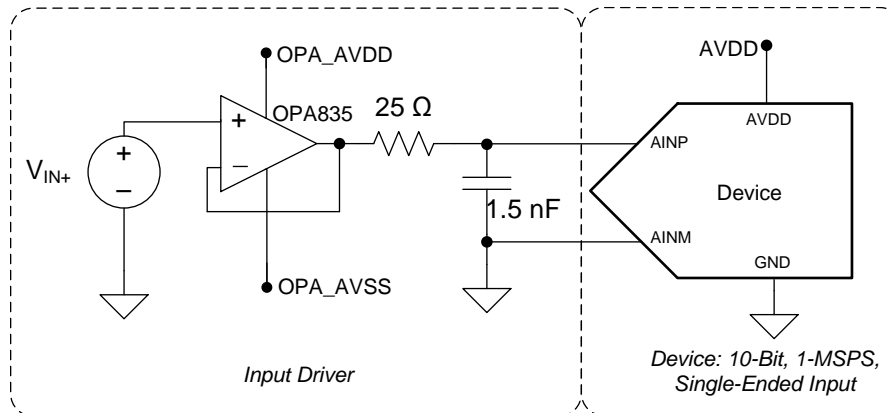 OPA_AVDD
AVDD
25 Ω
OPA835
+
−
AVDD
AINP
V_IN+
+
−
Device
1.5 nF
AINM
GND
OPA_AVSS
Input Driver
Device: 10-Bit, 1-MSPS,
Single-Ended Input